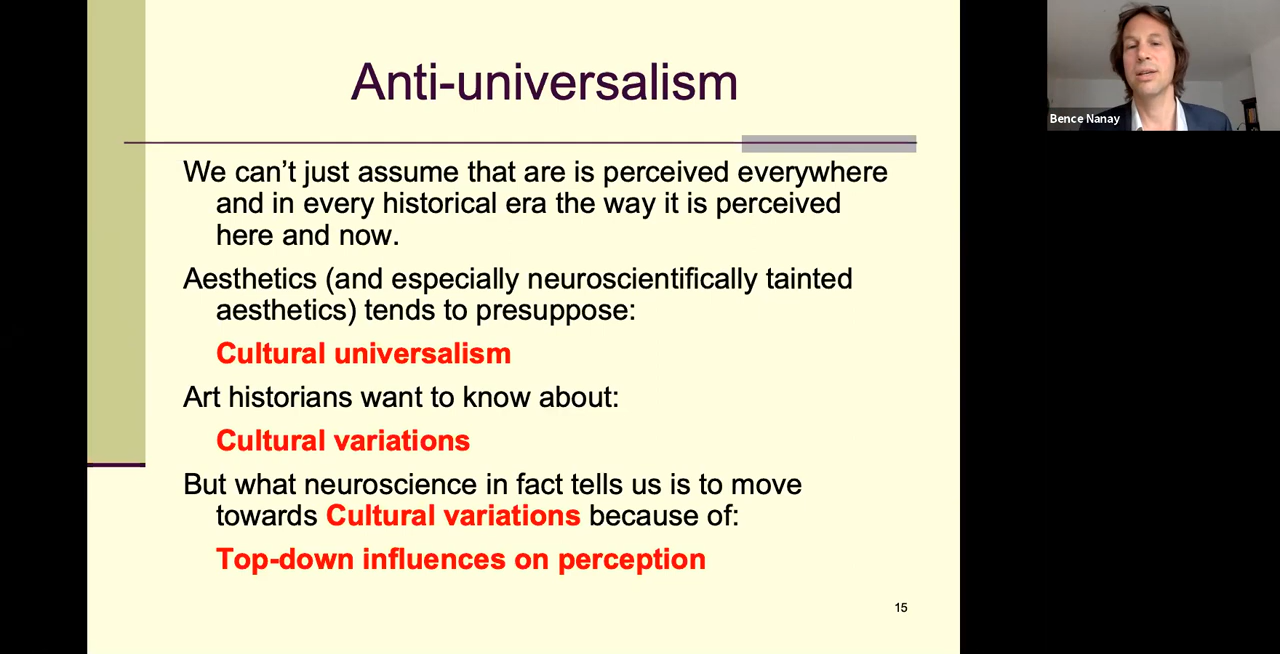 Anti-universalism
We can't just assume that are is perceived everywhere
and in every historical era the way it is perceived
here and now.
Aesthetics (and especially neuroscientifically tainted
aesthetics) tends to presuppose:
Cultural universalism
Art historians want to know about:
Cultural variations
But what neuroscience in fact tells us is to move
towards Cultural variations because of:
Top-down influences on perception
15
Bence Nanay